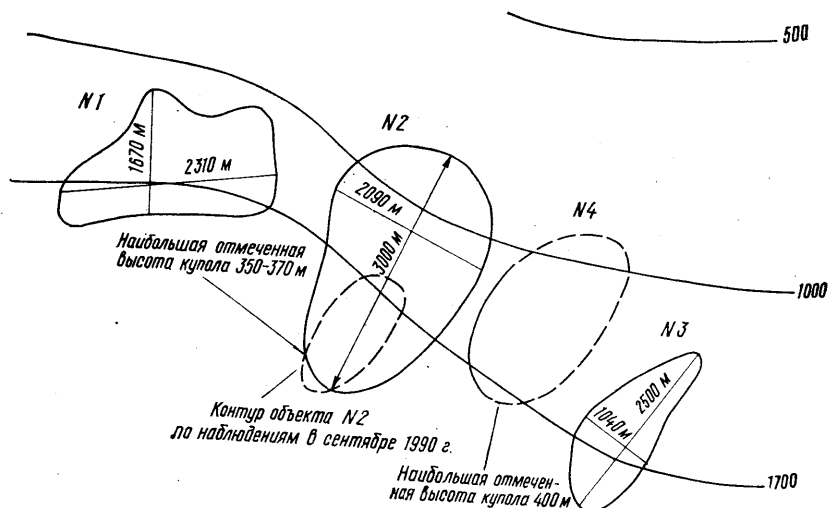 500
N1
1670 м
2310 м
N2
2090 м
3000 м
N4
Наибольшая отмеченная
высота купола 350-370 м
1000
N3
2500 м
1040 м
Контур объекта N2
по наблюдениям в сентябре 1990 г.
Наибольшая отмечен-
ная высота купола 400 м
1700